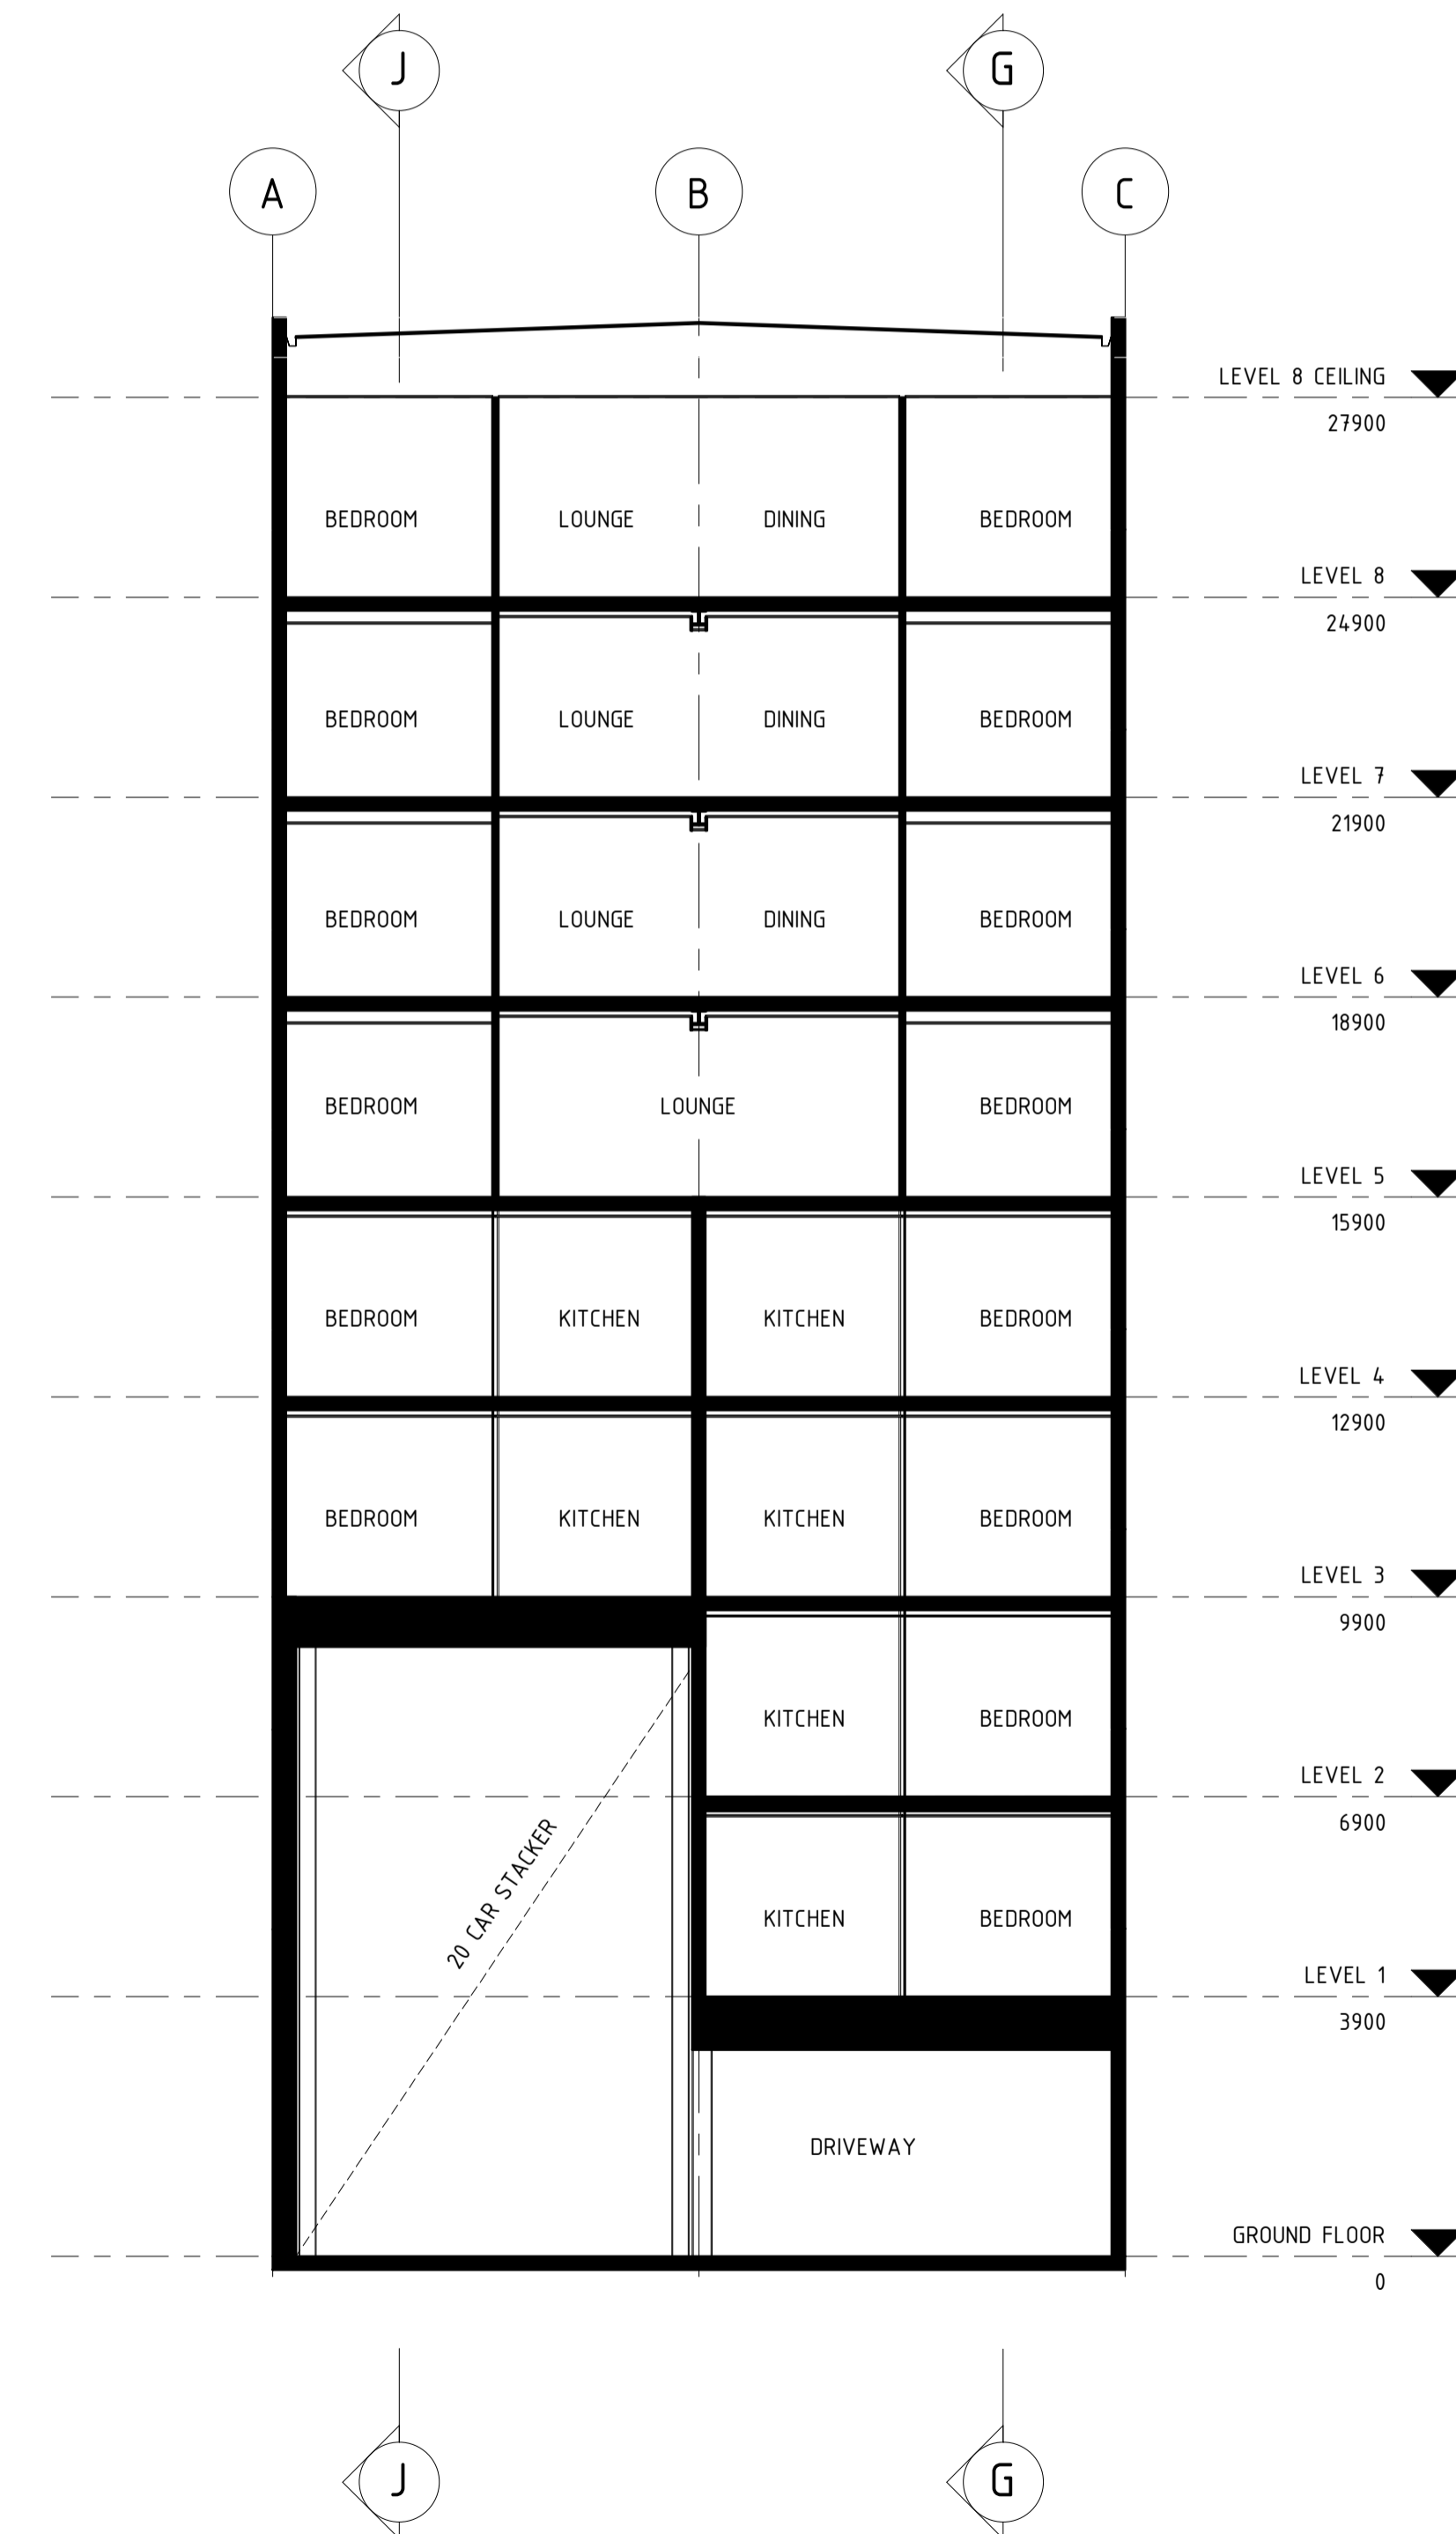 J G
A B C
LEVEL 8 CEILING
27900
BEDROOM LOUNGE DINING BEDROOM
LEVEL 8
24900
BEDROOM LOUNGE DINING BEDROOM
LEVEL 7
21900
BEDROOM LOUNGE DINING BEDROOM
LEVEL 6
18900
BEDROOM LOUNGE BEDROOM
LEVEL 5
15900
BEDROOM KITCHEN KITCHEN BEDROOM
LEVEL 4
12900
BEDROOM KITCHEN KITCHEN BEDROOM
LEVEL 3
9900
KITCHEN BEDROOM
LEVEL 2
6900
20 CAR STACKER
KITCHEN BEDROOM
LEVEL 1
3900
DRIVEWAY
GROUND FLOOR
0
J G